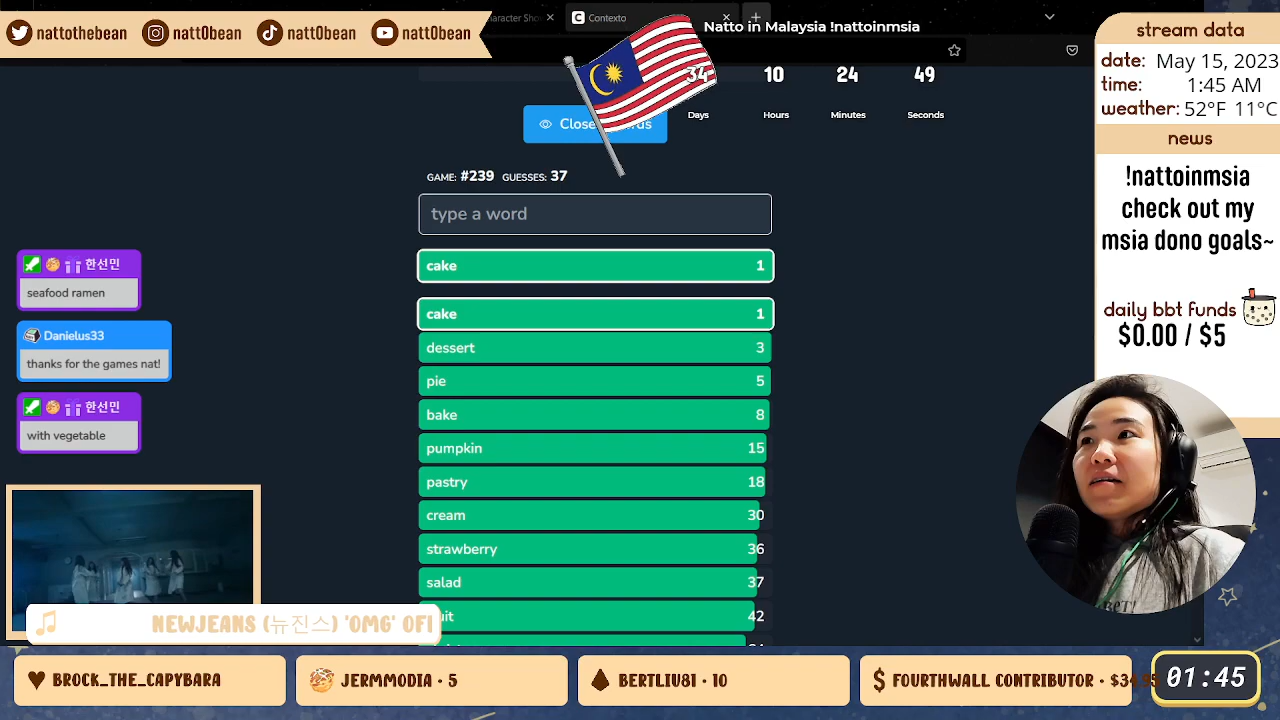 nattothebean
natt0bean
natt0bean
natt0bean
Contexto
Natto in Malaysia !nattoinmsia
34 10 24 49
Days Hours Minutes Seconds
GAME: #239 GUESSES: 37
type a word
cake 1
cake 1
dessert 3
pie 5
bake 8
pumpkin 15
pastry 18
cream 30
strawberry 36
salad 37
42
한선민
seafood ramen
Danielus33
thanks for the games nat!
한선민
with vegetable
NEWJEANS (뉴진스) 'OMG' OFI
stream data
date: May 15, 2023
time: 1:45 AM
weather: 52°F 11°C
news
!nattoinmsia
check out my
msia dono goals~
daily bbt funds
$0.00 / $5
BROCK_THE_CAPYBARA
JERMMODIA • 5
BERTLIU81 • 10
FOURTHWALL CONTRIBUTOR
01:45